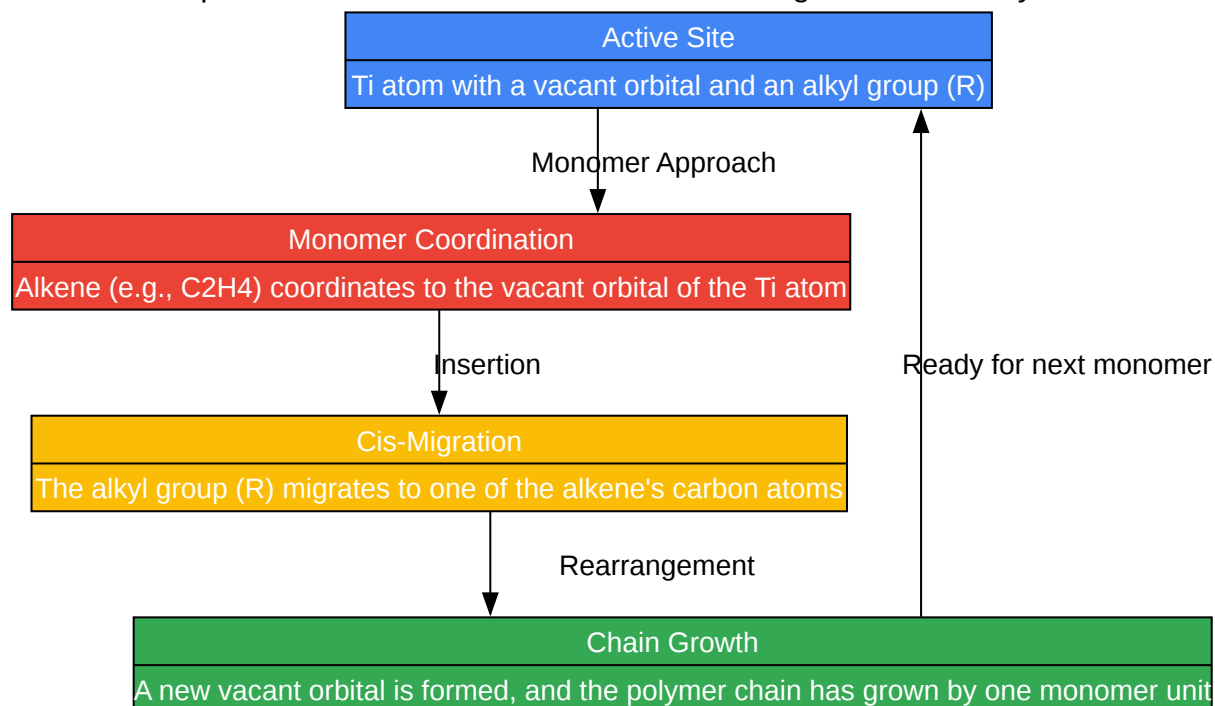 Active Site
Ti atom with a vacant orbital and an alkyl group (R)
Monomer Approach
Monomer Coordination
Alkene (e.g., C2H4) coordinates to the vacant orbital of the Ti atom
Insertion
Ready for next monomer
Cis-Migration
The alkyl group (R) migrates to one of the alkene's carbon atoms
Rearrangement
Chain Growth
A new vacant orbital is formed, and the polymer chain has grown by one monomer unit